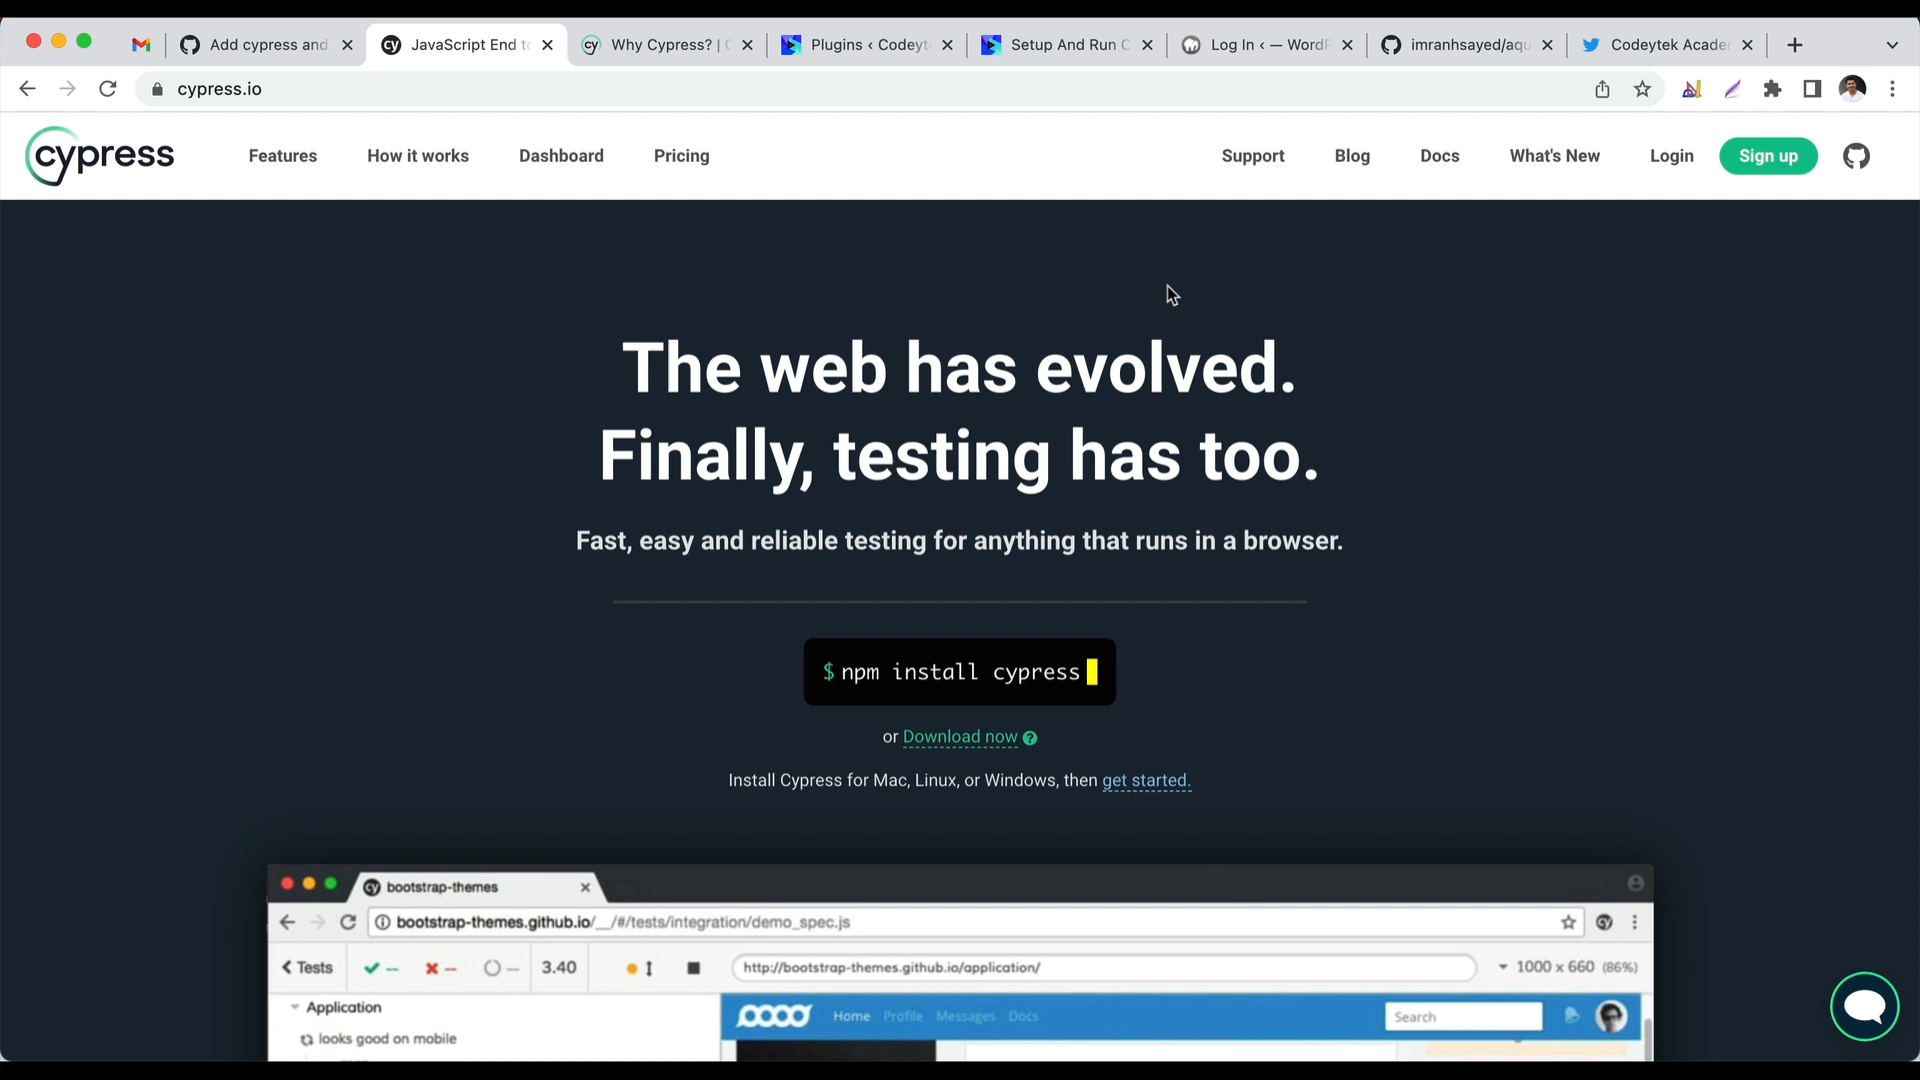 Add cypress and
JavaScript End to
Why Cypress? | C
Plugins ‹ Codeyte
Setup And Run C
Log In ‹ — WordP
imranhsayed/aqu
Codeytek Acader
cypress.io
cypress
Features
How it works
Dashboard
Pricing
Support
Blog
Docs
What's New
Login
Sign up
The web has evolved.
Finally, testing has too.
Fast, easy and reliable testing for anything that runs in a browser.
$ npm install cypress
or Download now ?
Install Cypress for Mac, Linux, or Windows, then get started.
bootstrap-themes
bootstrap-themes.github.io/__/#/tests/integration/demo_spec.js
Tests
--
--
--
3.40
http://bootstrap-themes.github.io/application/
1000 x 660 (86%)
Application
Home
Profile
Messages
Docs
Search
looks good on mobile